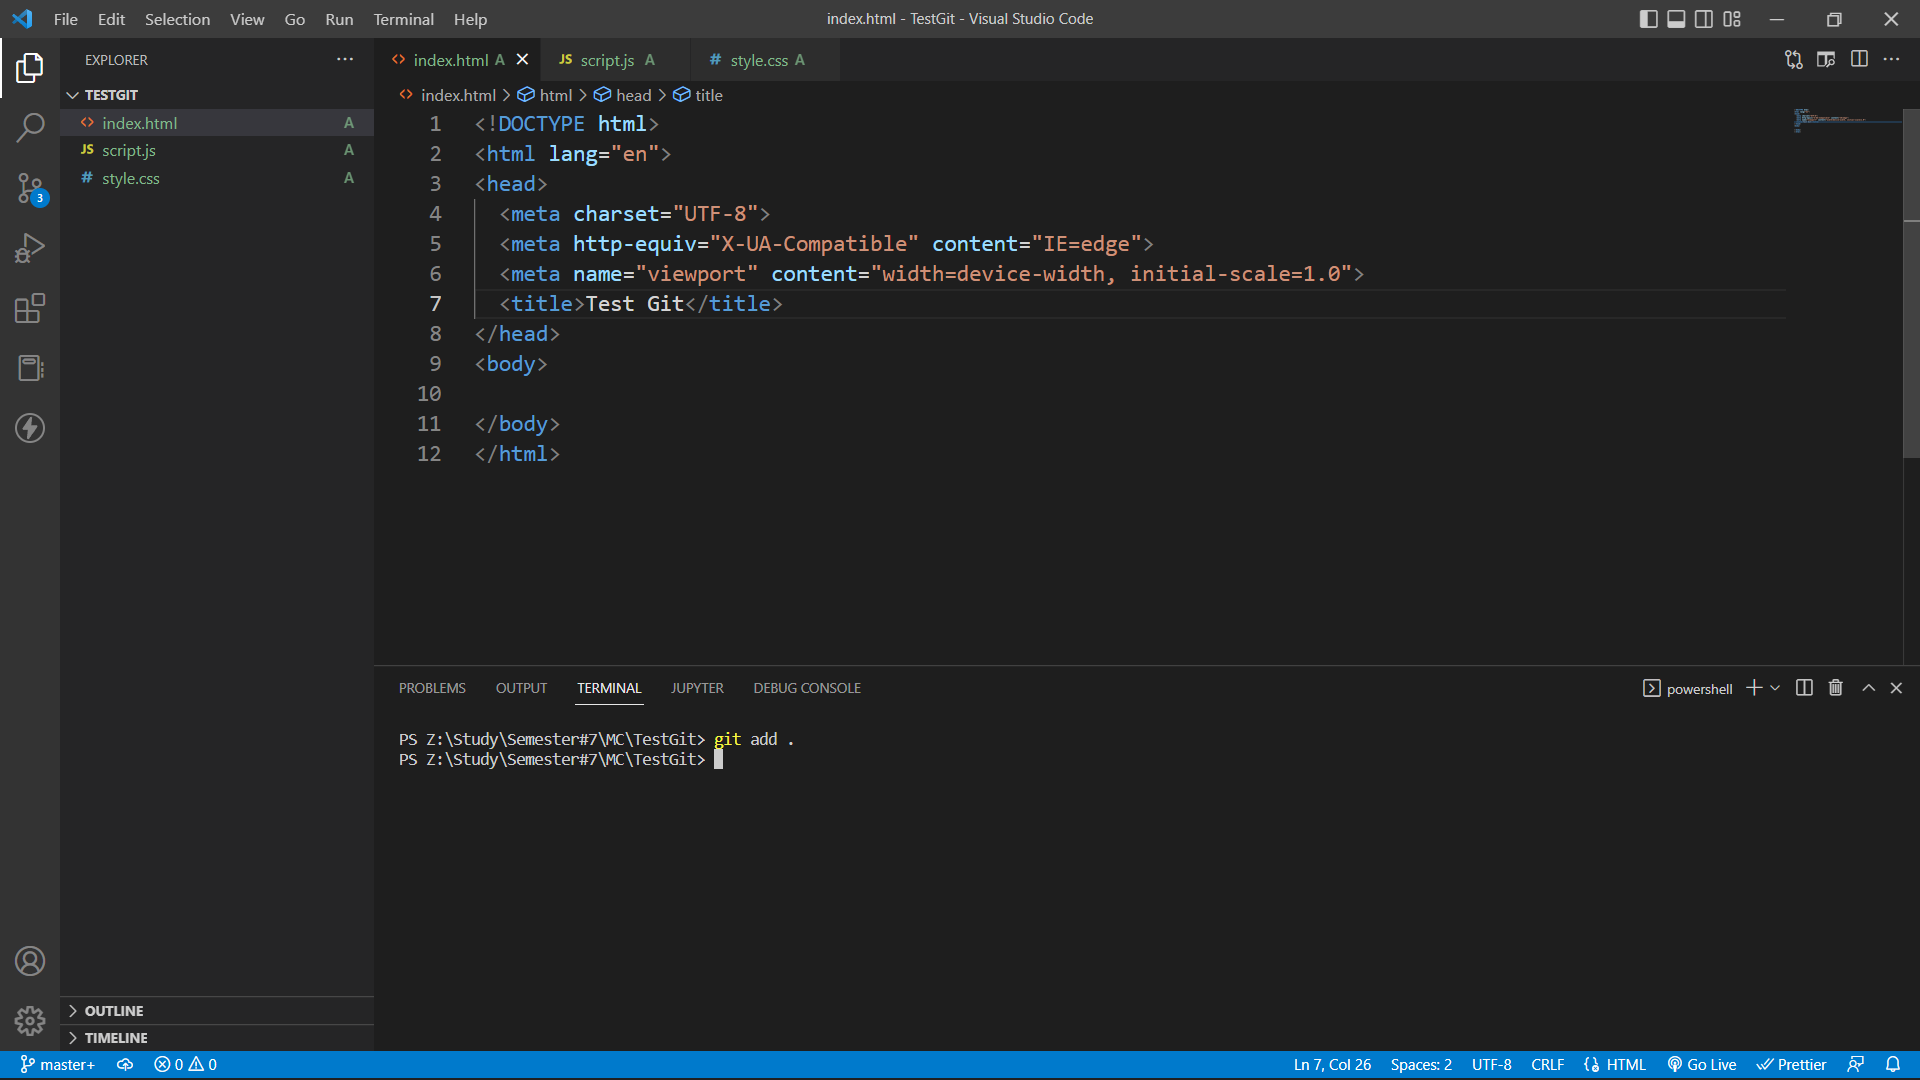 File Edit Selection View Go Run Terminal Help
index.html - TestGit - Visual Studio Code
EXPLORER
TESTGIT
index.html A
script.js A
style.css A
3
OUTLINE
TIMELINE
index.html A
JS script.js A
# style.css A
index.html > html > head > title
1 <!DOCTYPE html>
2 <html lang="en">
3 <head>
4 <meta charset="UTF-8">
5 <meta http-equiv="X-UA-Compatible" content="IE=edge">
6 <meta name="viewport" content="width=device-width, initial-scale=1.0">
7 <title>Test Git</title>
8 </head>
9 <body>
10
11 </body>
12 </html>
PROBLEMS OUTPUT TERMINAL JUPYTER DEBUG CONSOLE
powershell
PS Z:\Study\Semester#7\MC\TestGit> git add .
PS Z:\Study\Semester#7\MC\TestGit>
master+ 0 0
Ln 7, Col 26 Spaces: 2 UTF-8 CRLF HTML Go Live Prettier